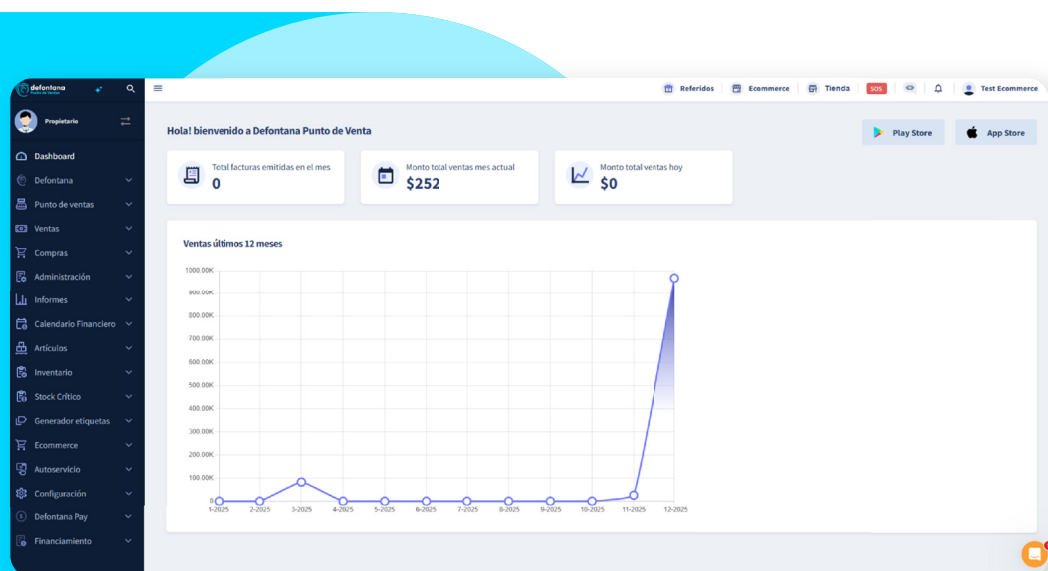 defontana
Punto de Ventas
Referidos
Ecommerce
Tienda
SOS
Test Ecommerce
Propietario
Hola! bienvenido a Defontana Punto de Venta
Play Store
App Store
Dashboard
Defontana
Punto de ventas
Ventas
Compras
Administración
Informes
Calendario Financiero
Artículos
Inventario
Stock Crítico
Generador etiquetas
Ecommerce
Autoservicio
Configuración
Defontana Pay
Financiamiento
Total facturas emitidas en el mes
0
Monto total ventas mes actual
$252
Monto total ventas hoy
$0
Ventas últimos 12 meses
1000.00K
900.00K
800.00K
700.00K
600.00K
500.00K
400.00K
300.00K
200.00K
100.00K
0
1-2025 2-2025 3-2025 4-2025 5-2025 6-2025 7-2025 8-2025 9-2025 10-2025 11-2025 12-2025